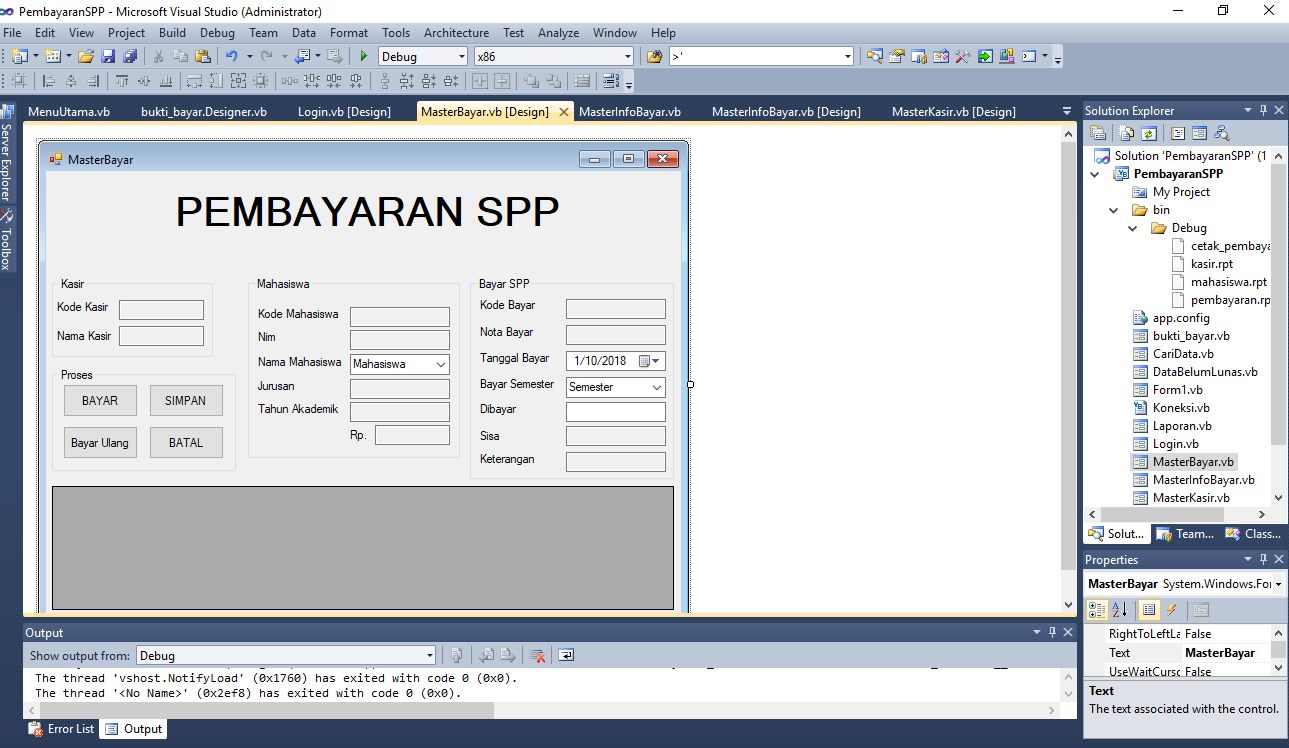 PembayaranSPP - Microsoft Visual Studio (Administrator)
File Edit View Project Build Debug Team Data Format Tools Architecture Test Analyze Window Help
Debug x86 >'
MenuUtama.vb bukti_bayar.Designer.vb Login.vb [Design] MasterBayar.vb [Design] MasterInfoBayar.vb MasterInfoBayar.vb [Design] MasterKasir.vb [Design]
Server Explorer
Toolbox
MasterBayar
PEMBAYARAN SPP
Kasir
Kode Kasir
Nama Kasir
Proses
BAYAR SIMPAN
Bayar Ulang BATAL
Mahasiswa
Kode Mahasiswa
Nim
Nama Mahasiswa Mahasiswa
Jurusan
Tahun Akademik
Rp.
Bayar SPP
Kode Bayar
Nota Bayar
Tanggal Bayar 1/10/2018
Bayar Semester Semester
Dibayar
Sisa
Keterangan
Solution Explorer
Solution 'PembayaranSPP' (1
PembayaranSPP
My Project
bin
Debug
cetak_pembaya
kasir.rpt
mahasiswa.rpt
pembayaran.rp
app.config
bukti_bayar.vb
CariData.vb
DataBelumLunas.vb
Form1.vb
Koneksi.vb
Laporan.vb
Login.vb
MasterBayar.vb
MasterInfoBayar.vb
MasterKasir.vb
Solut... Team... Class...
Properties
MasterBayar System.Windows.For
RightToLeftLa False
Text MasterBayar
UseWaitCursc False
Text
The text associated with the control.
Output
Show output from: Debug
The thread 'vshost.NotifyLoad' (0x1760) has exited with code 0 (0x0).
The thread '<No Name>' (0x2ef8) has exited with code 0 (0x0).
Error List Output